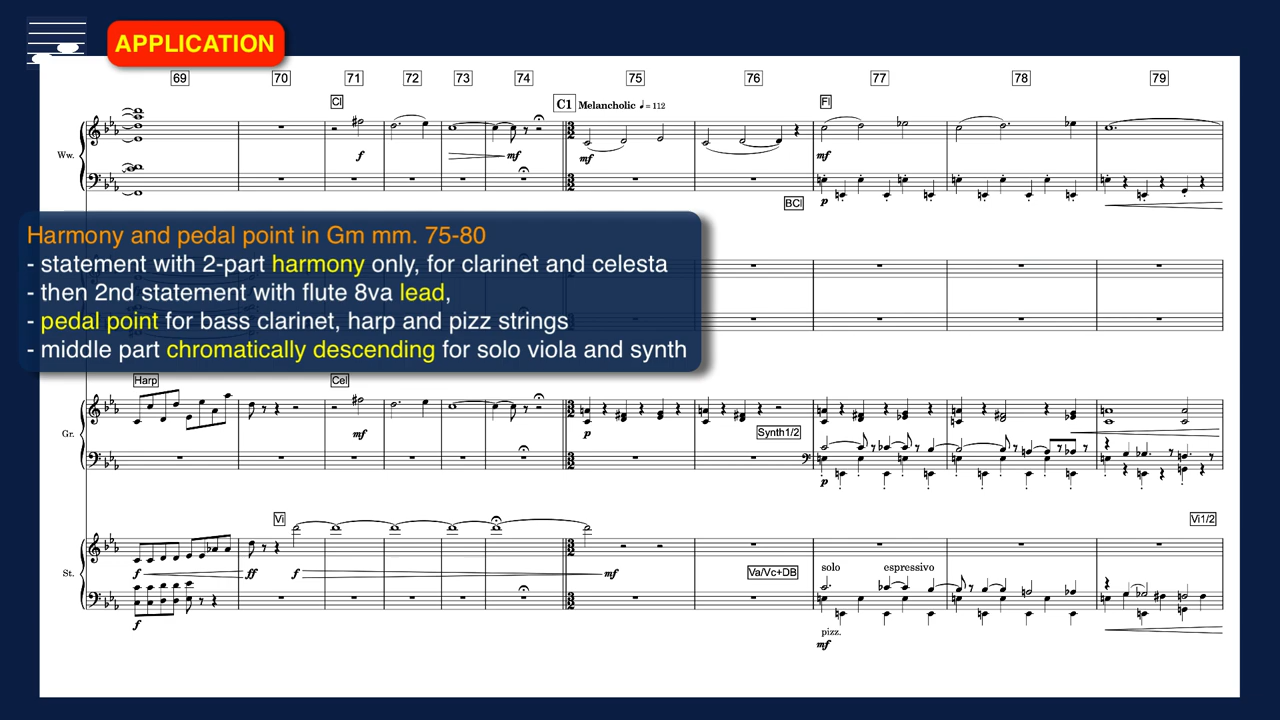 APPLICATION
69 70 71 72 73 74 75 76 77 78 79
Cl C1 Melancholic ♩= 112 Fl
Ww.
f mf mf mf
BCl p
Harmony and pedal point in Gm mm. 75-80
- statement with 2-part harmony only, for clarinet and celesta
- then 2nd statement with flute 8va lead,
- pedal point for bass clarinet, harp and pizz strings
- middle part chromatically descending for solo viola and synth
Harp Cel
Gr.
mf p Synth1/2
p
Vi Vi1/2
St.
f ff f mf Va/Vc+DB solo espressivo
f pizz.
mf